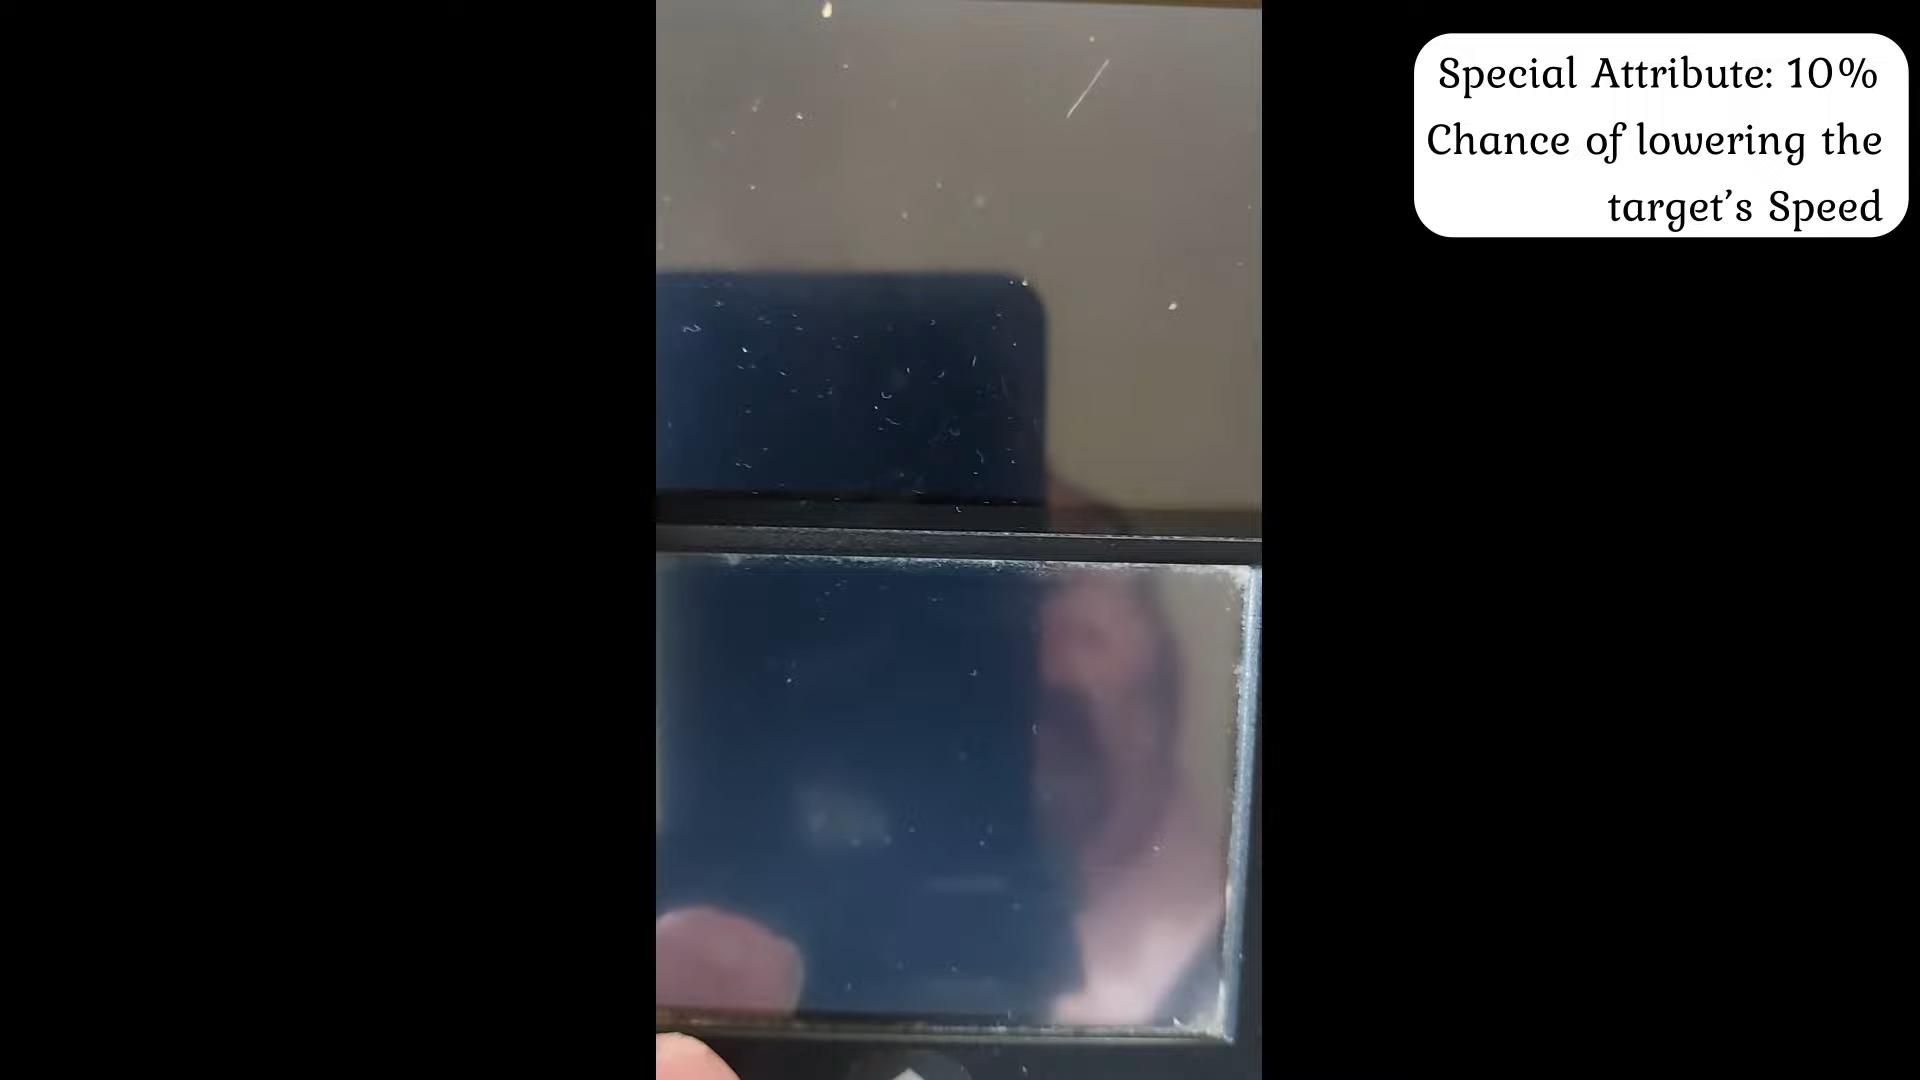 Special Attribute: 10%
Chance of lowering the
target’s Speed